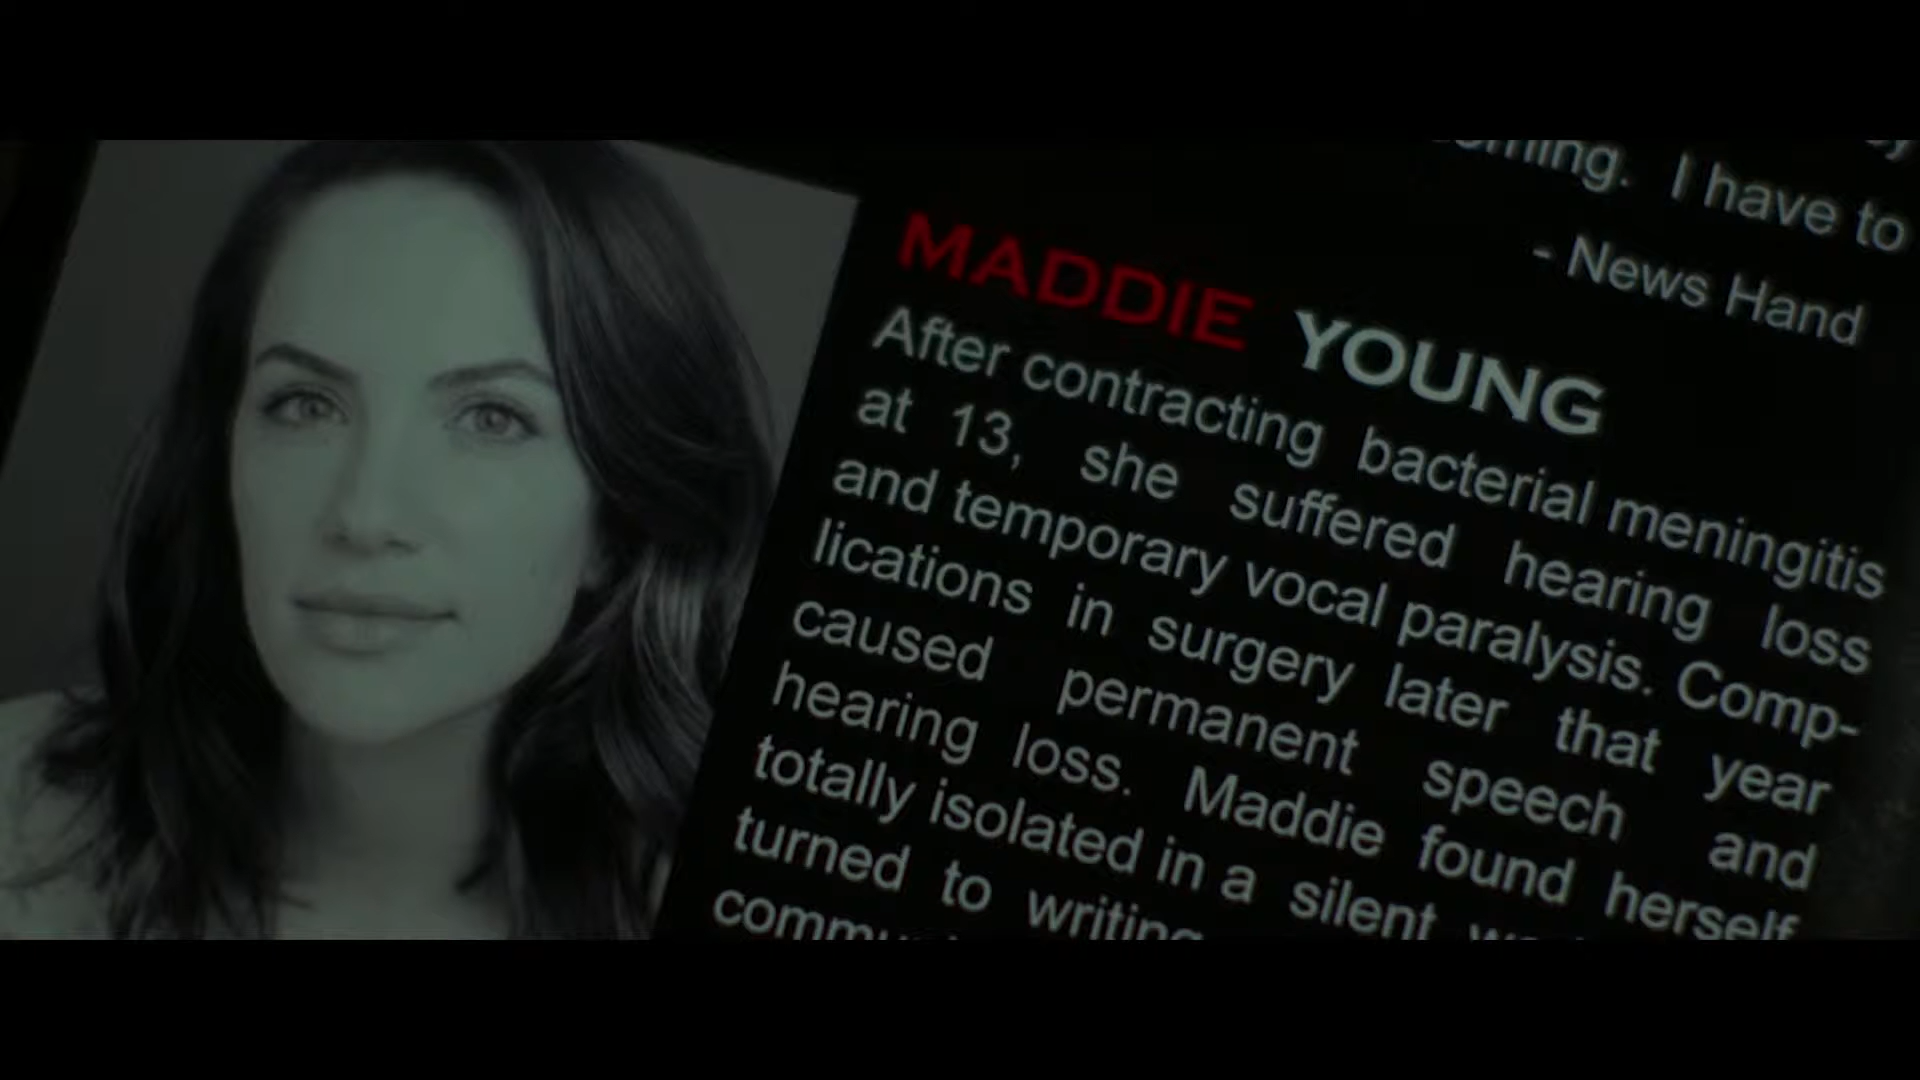 I have to
- News Hand
MADDIE YOUNG
After contracting bacterial meningitis
at 13, she suffered hearing loss
and temporary vocal paralysis. Comp-
lications in surgery later that year
caused permanent speech and
hearing loss. Maddie found herself
totally isolated in a silent
turned to writing